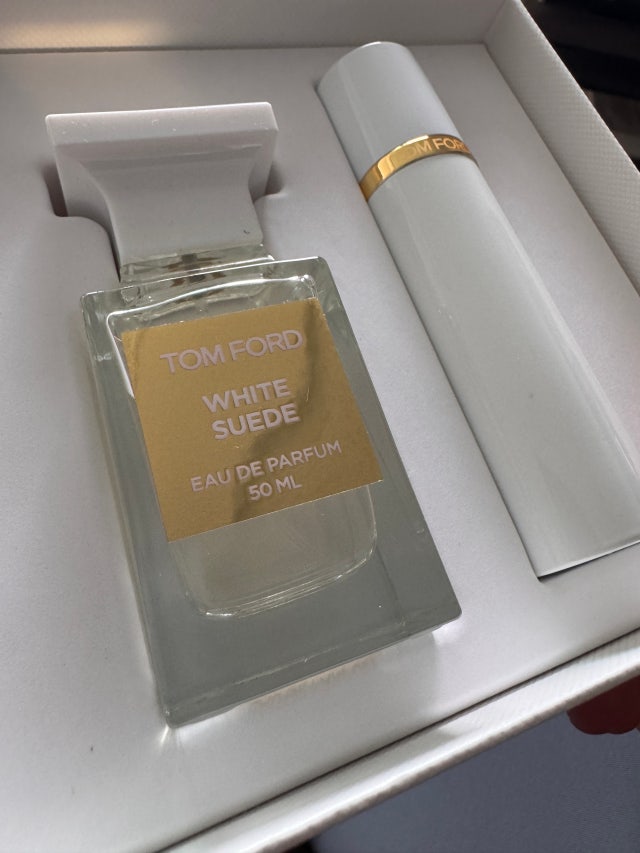 TOM FORD
WHITE
SUEDE
EAU DE PARFUM
50 ML
TOM FORD